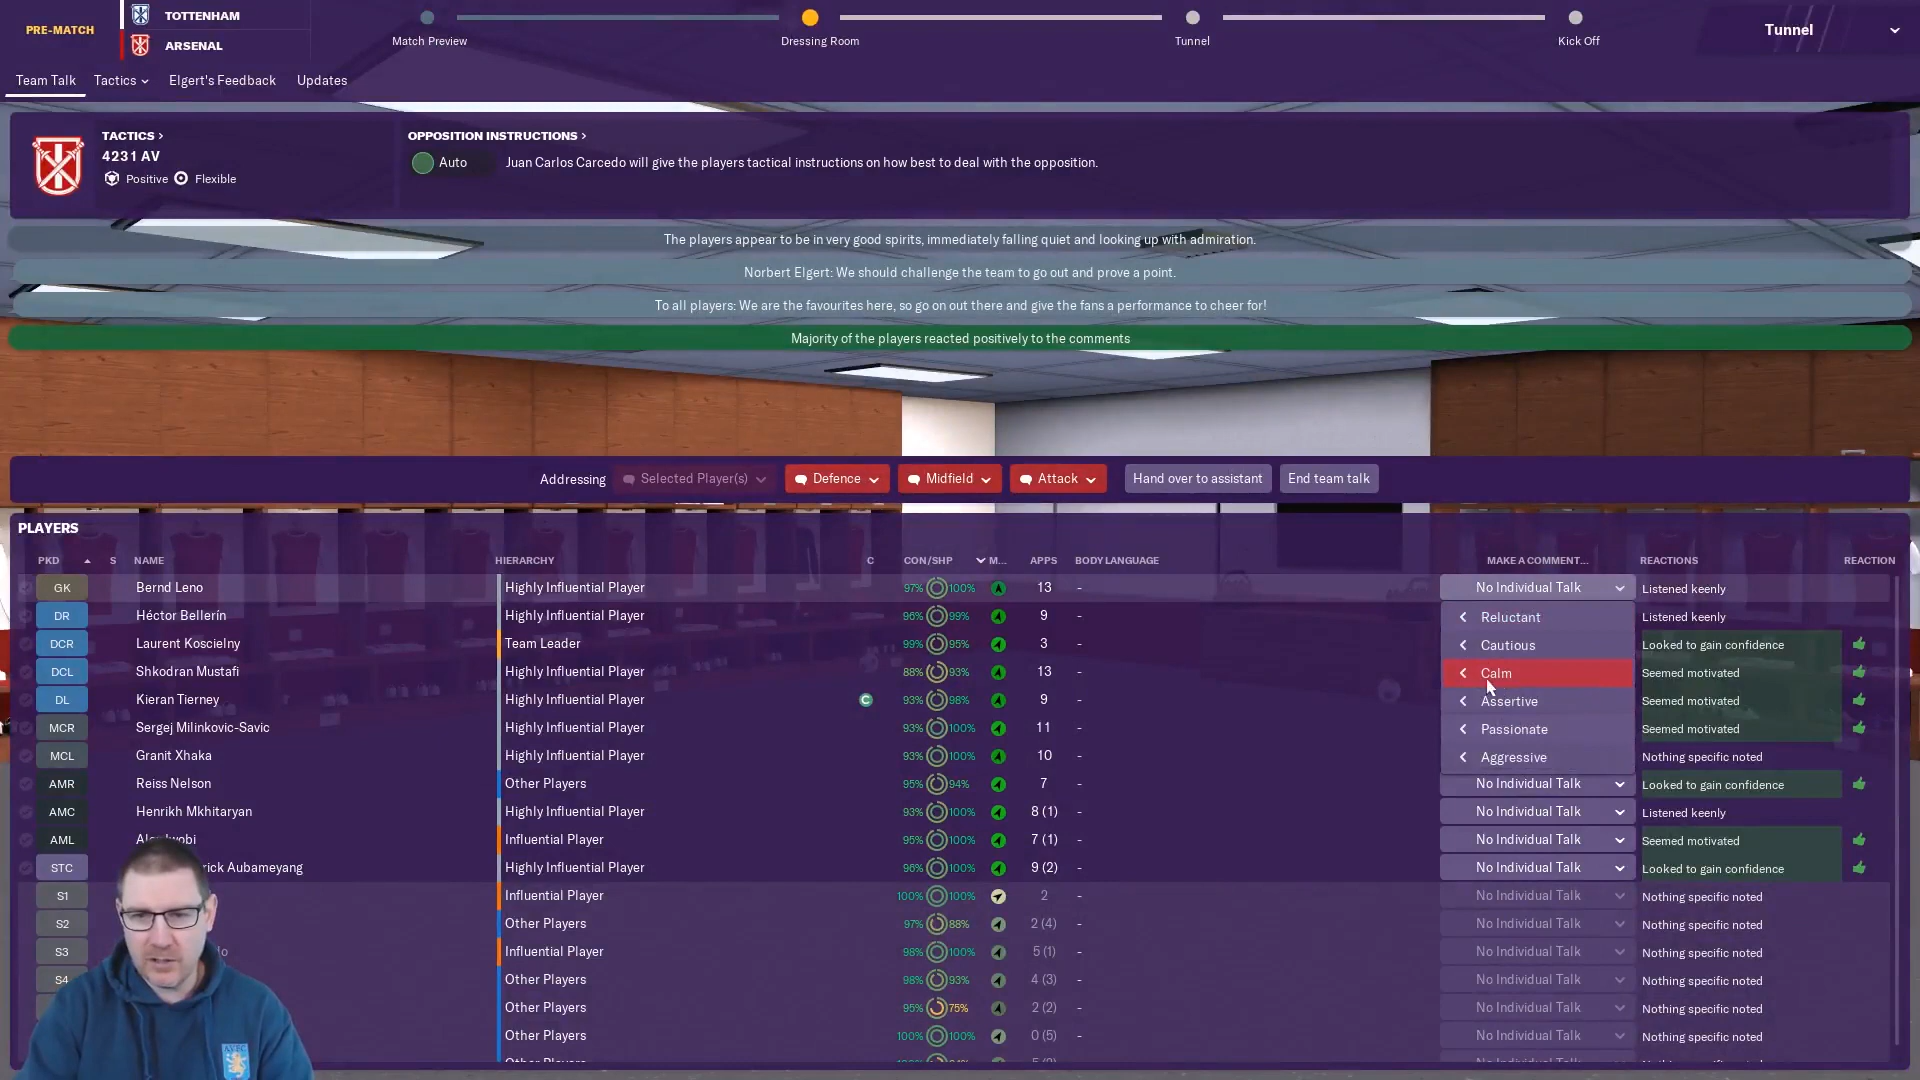 PRE-MATCH
TOTTENHAM
ARSENAL
Match Preview
Dressing Room
Tunnel
Kick Off
Tunnel
Team Talk
Tactics
Elgert's Feedback
Updates
TACTICS >
4231 AV
Positive
Flexible
OPPOSITION INSTRUCTIONS >
Auto
Juan Carlos Carcedo will give the players tactical instructions on how best to deal with the opposition.
The players appear to be in very good spirits, immediately falling quiet and looking up with admiration.
Norbert Elgert: We should challenge the team to go out and prove a point.
To all players: We are the favourites here, so go on out there and give the fans a performance to cheer for!
Majority of the players reacted positively to the comments
Addressing Selected Player(s) Defence Midfield Attack Hand over to assistant End team talk
PLAYERS
PKD S NAME HIERARCHY C CON/SHP M... APPS BODY LANGUAGE MAKE A COMMENT... REACTIONS REACTION
GK Bernd Leno Highly Influential Player 97% 100% 13 - No Individual Talk Listened keenly
DR Héctor Bellerín Highly Influential Player 96% 99% 9 - Reluctant Listened keenly
DCR Laurent Koscielny Team Leader 99% 95% 3 - Cautious Looked to gain confidence
DCL Shkodran Mustafi Highly Influential Player 88% 93% 13 - Calm Seemed motivated
DL Kieran Tierney Highly Influential Player C 93% 98% 9 - Assertive Seemed motivated
MCR Sergej Milinkovic-Savic Highly Influential Player 93% 100% 11 - Passionate Seemed motivated
MCL Granit Xhaka Highly Influential Player 93% 100% 10 - Aggressive Nothing specific noted
AMR Reiss Nelson Other Players 95% 94% 7 - No Individual Talk Looked to gain confidence
AMC Henrikh Mkhitaryan Highly Influential Player 93% 100% 8 (1) - No Individual Talk Listened keenly
AML Influential Player 95% 100% 7 (1) - No Individual Talk Seemed motivated
STC rick Aubameyang Highly Influential Player 96% 100% 9 (2) - No Individual Talk Looked to gain confidence
S1 Influential Player 100% 100% 2 - No Individual Talk Nothing specific noted
S2 Other Players 97% 88% 2 (4) - No Individual Talk Nothing specific noted
S3 do Influential Player 98% 100% 5 (1) - No Individual Talk Nothing specific noted
S4 Other Players 98% 93% 4 (3) - No Individual Talk Nothing specific noted
Other Players 95% 75% 2 (2) - No Individual Talk Nothing specific noted
Other Players 100% 100% 0 (5) - No Individual Talk Nothing specific noted